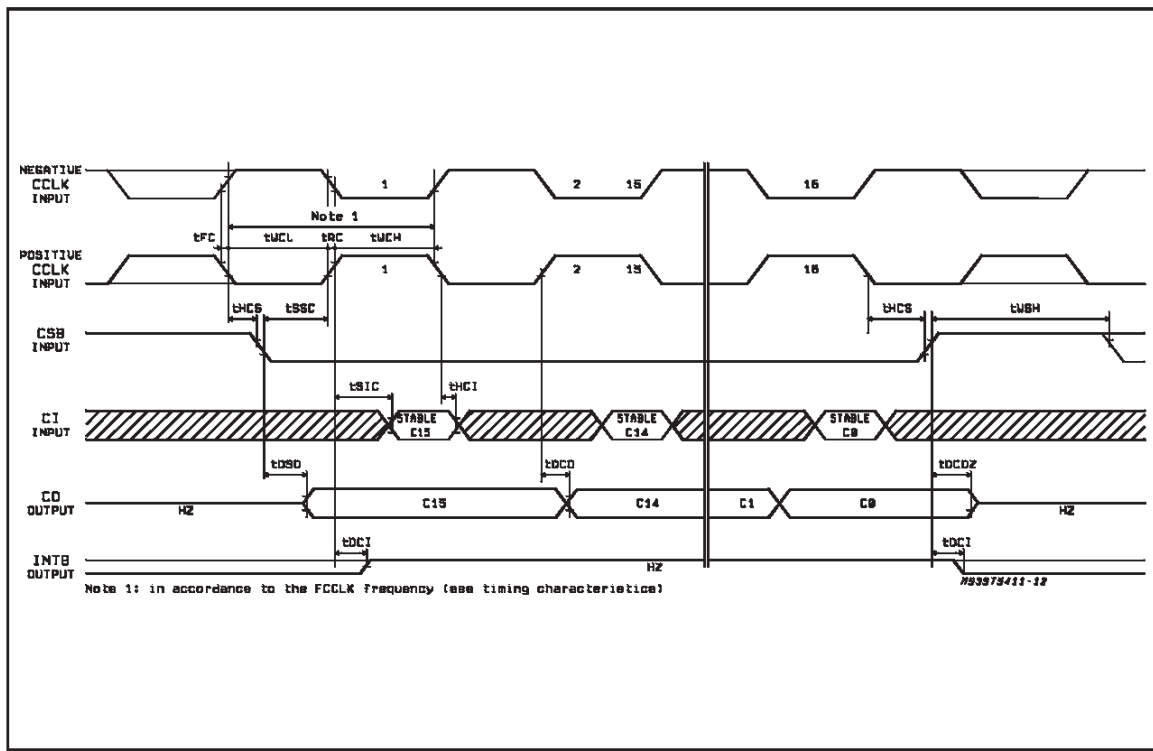 NEGATIVE
CCLK
INPUT
1
2
15
16
Note 1
tFC
tWCL
tRC
tWCH
POSITIVE
CCLK
INPUT
1
2
15
16
tHCS
tSSC
tHCS
tWSH
CSB
INPUT
tSIC
tHCI
CI
INPUT
STABLE
C15
STABLE
C14
STABLE
C0
tDSD
tDCD
tDCDZ
CO
OUTPUT
HZ
C15
C14
C1
C0
HZ
tDCI
tDCI
INTB
OUTPUT
HZ
Note 1: in accordance to the FCCLK frequency (see timing characteristics)
M93STS411-12